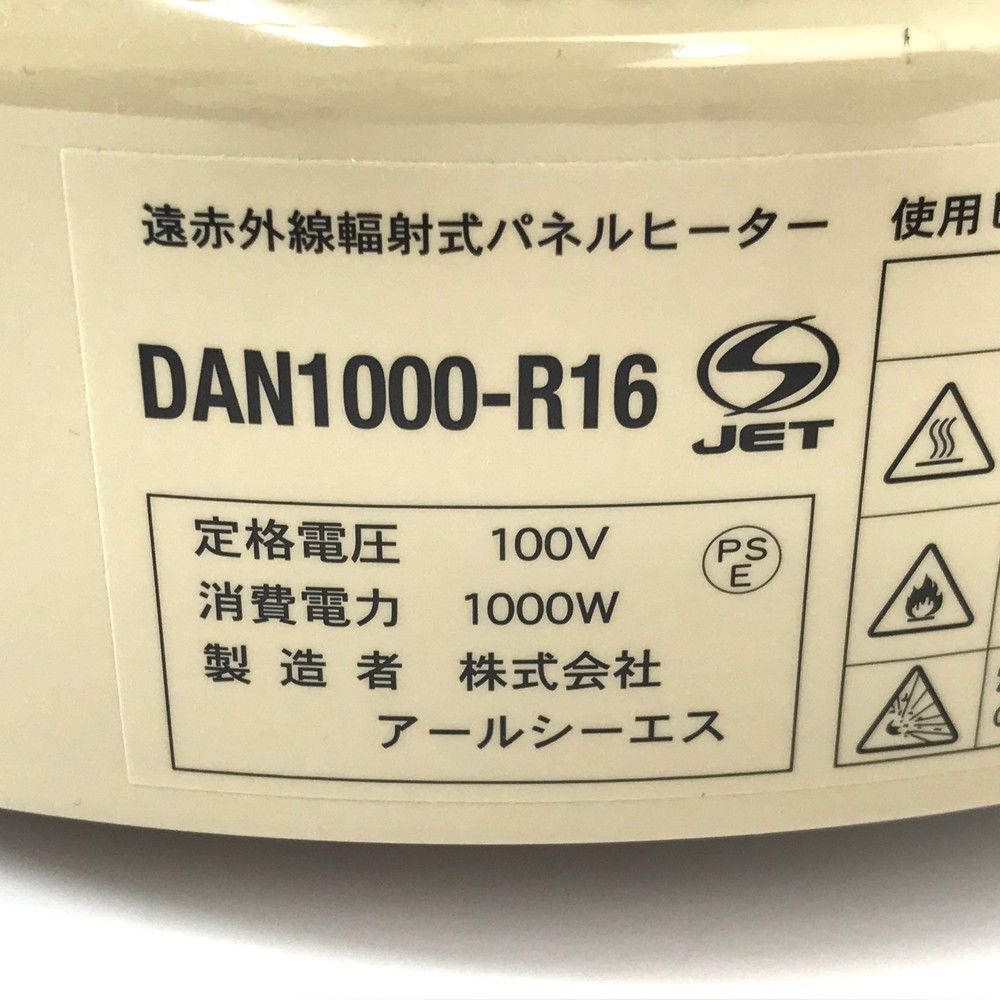 遠赤外線輻射式パネルヒーター
DAN1000-R16
JET
定格電圧 100V
消費電力 1000W
製造者 株式会社
アールシーエス
PS
E
使用